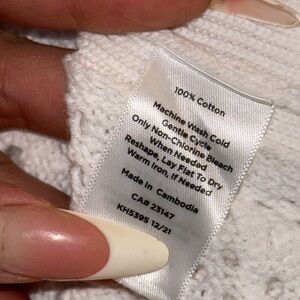 100% Cotton
Machine Wash Cold
Gentle Cycle
Only Non-Chlorine Bleach
When Needed
Reshape, Lay Flat To Dry
Warm Iron, If Needed
Made in Cambodia
CA# 23147
KH5395 12/21